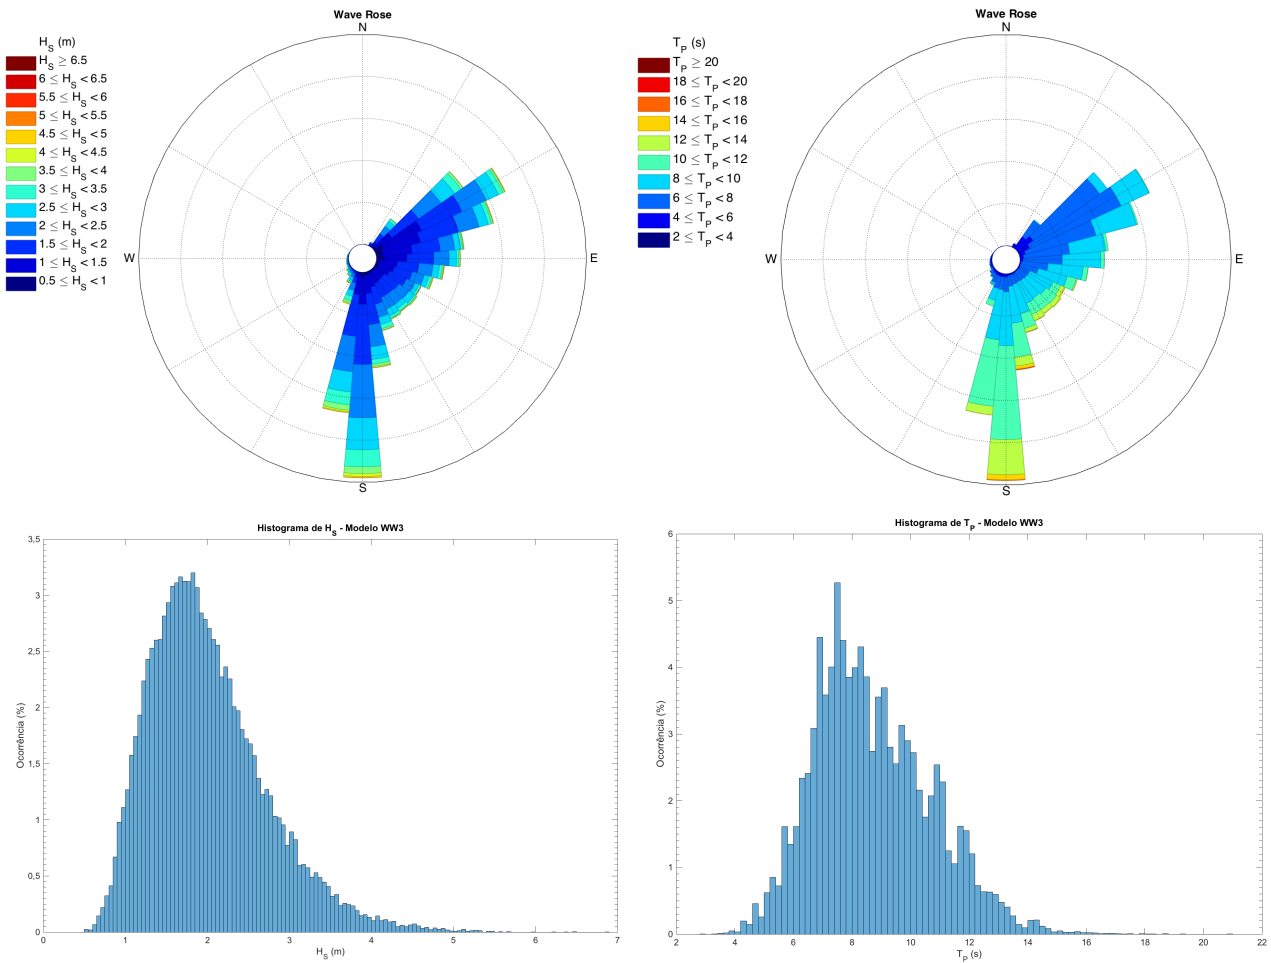 Wave Rose
N
E
S
W
H_S (m)
H_S ≥ 6.5
6 ≤ H_S < 6.5
5.5 ≤ H_S < 6
5 ≤ H_S < 5.5
4.5 ≤ H_S < 5
4 ≤ H_S < 4.5
3.5 ≤ H_S < 4
3 ≤ H_S < 3.5
2.5 ≤ H_S < 3
2 ≤ H_S < 2.5
1.5 ≤ H_S < 2
1 ≤ H_S < 1.5
0.5 ≤ H_S < 1
Wave Rose
N
E
S
W
T_P (s)
T_P ≥ 20
18 ≤ T_P < 20
16 ≤ T_P < 18
14 ≤ T_P < 16
12 ≤ T_P < 14
10 ≤ T_P < 12
8 ≤ T_P < 10
6 ≤ T_P < 8
4 ≤ T_P < 6
2 ≤ T_P < 4
Histograma de H_S - Modelo WW3
Ocorrência (%)
3,5
3
2,5
2
1,5
1
0,5
0
0 1 2 3 4 5 6 7
H_S (m)
Histograma de T_P - Modelo WW3
Ocorrência (%)
6
5
4
3
2
1
0
2 4 6 8 10 12 14 16 18 20 22
T_P (s)